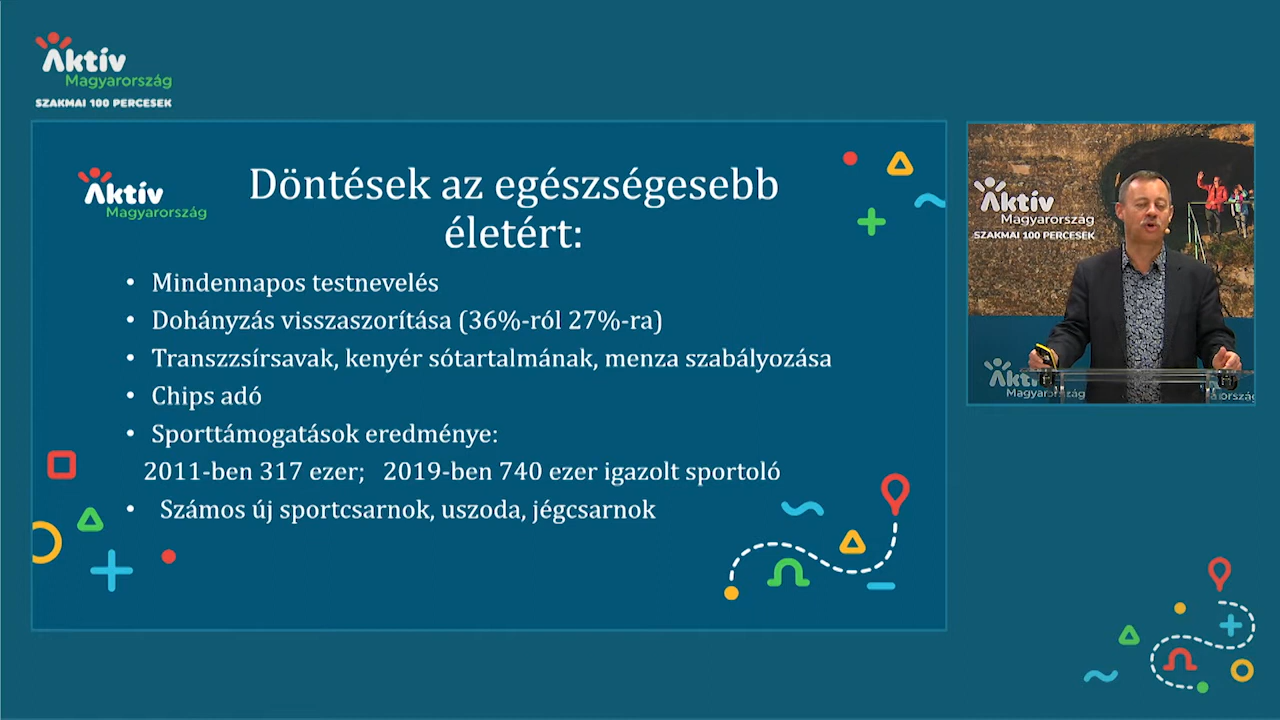 Aktív
Magyarország
SZAKMAI 100 PERCESEK
Aktív
Magyarország
Döntések az egészségesebb
életért:
• Mindennapos testnevelés
• Dohányzás visszaszorítása (36%-ról 27%-ra)
• Transzzsírsavak, kenyér sótartalmának, menza szabályozása
• Chips adó
• Sporttámogatások eredménye:
2011-ben 317 ezer; 2019-ben 740 ezer igazolt sportoló
• Számos új sportcsarnok, uszoda, jégcsarnok
Aktív
Magyarország
SZAKMAI 100 PERCESEK
Magyarország